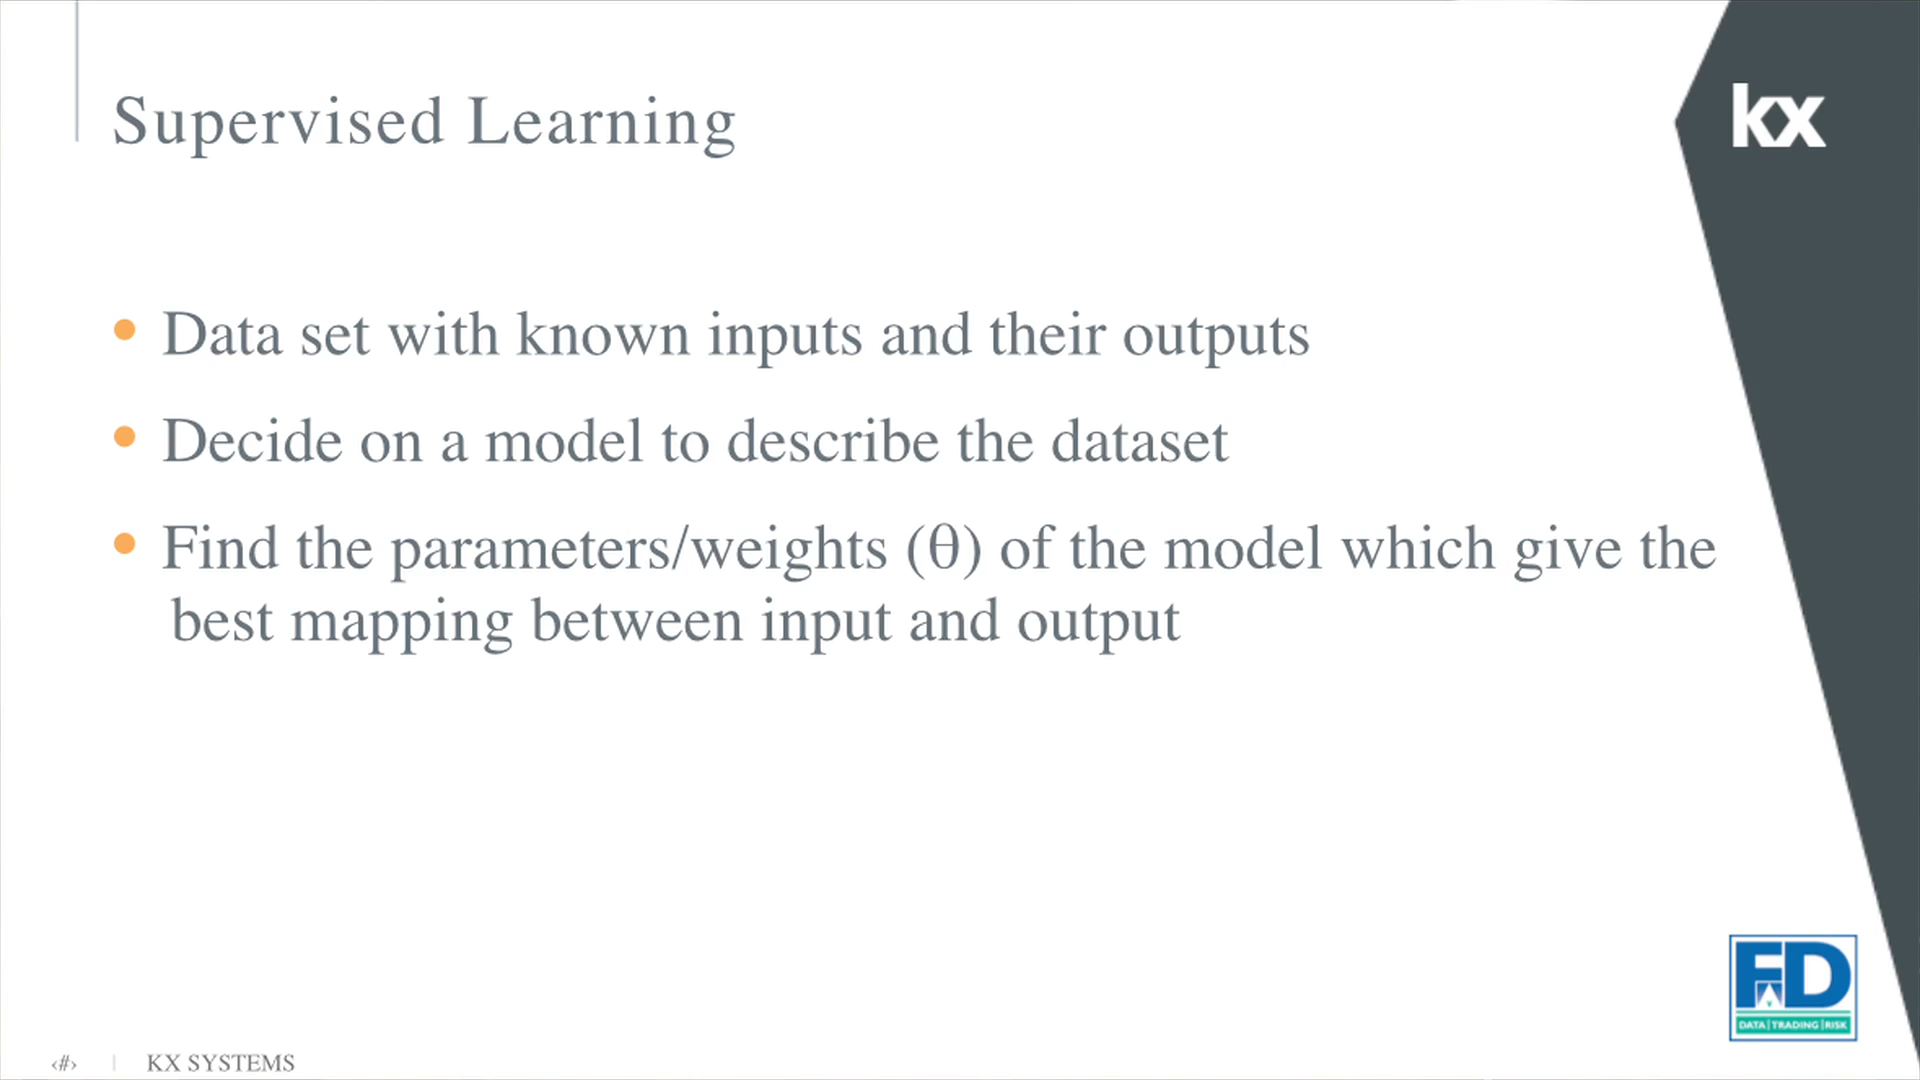 Supervised Learning
kx
• Data set with known inputs and their outputs
• Decide on a model to describe the dataset
• Find the parameters/weights (θ) of the model which give the
best mapping between input and output
FD
DATA | TRADING | RISK
‹#› | KX SYSTEMS